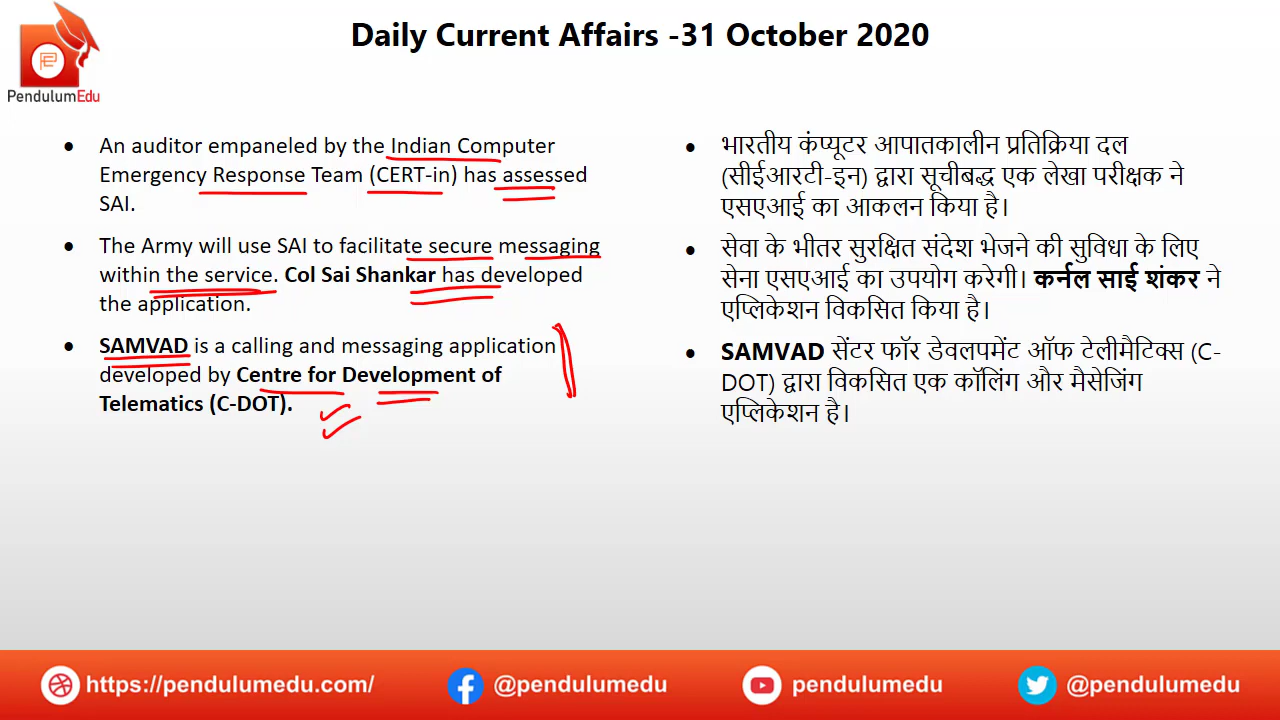 Daily Current Affairs -31 October 2020
PendulumEdu
• An auditor empaneled by the Indian Computer
Emergency Response Team (CERT-in) has assessed
SAI.
• The Army will use SAI to facilitate secure messaging
within the service. Col Sai Shankar has developed
the application.
• SAMVAD is a calling and messaging application
developed by Centre for Development of
Telematics (C-DOT).
• भारतीय कंप्यूटर आपातकालीन प्रतिक्रिया दल
(सीईआरटी-इन) द्वारा सूचीबद्ध एक लेखा परीक्षक ने
एसएआई का आकलन किया है।
• सेवा के भीतर सुरक्षित संदेश भेजने की सुविधा के लिए
सेना एसएआई का उपयोग करेगी। कर्नल साई शंकर ने
एप्लिकेशन विकसित किया है।
• SAMVAD सेंटर फॉर डेवलपमेंट ऑफ टेलीमैटिक्स (C-
DOT) द्वारा विकसित एक कॉलिंग और मैसेजिंग
एप्लिकेशन है।
https://pendulumedu.com/
@pendulumedu
pendulumedu
@pendulumedu